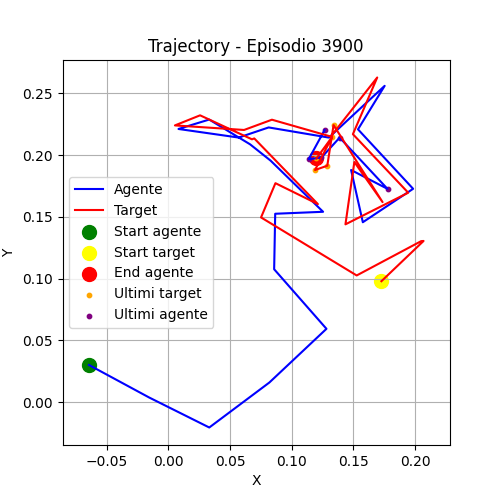 Trajectory - Episodio 3900
Y
0.25
0.20
0.15
0.10
0.05
0.00
Agente
Target
Start agente
Start target
End agente
Ultimi target
Ultimi agente
−0.05
0.00
0.05
0.10
0.15
0.20
X